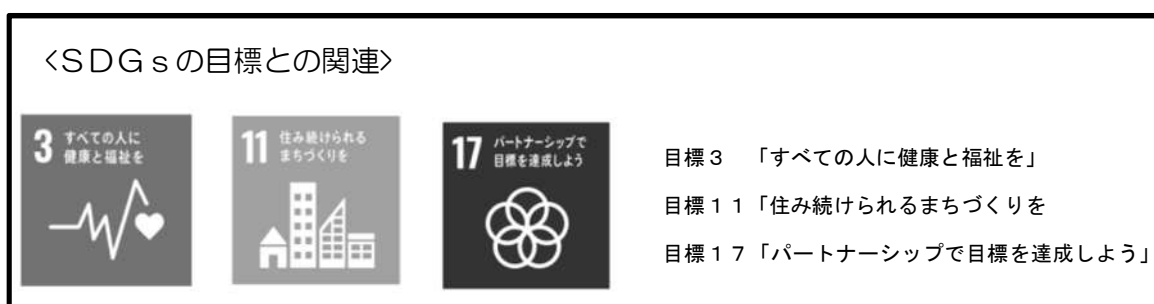 <SDGｓの目標との関連>
3 すべての人に
健康と福祉を
11 住み続けられる
まちづくりを
17 パートナーシップで
目標を達成しよう
目標３　「すべての人に健康と福祉を」
目標１１「住み続けられるまちづくりを
目標１７「パートナーシップで目標を達成しよう」